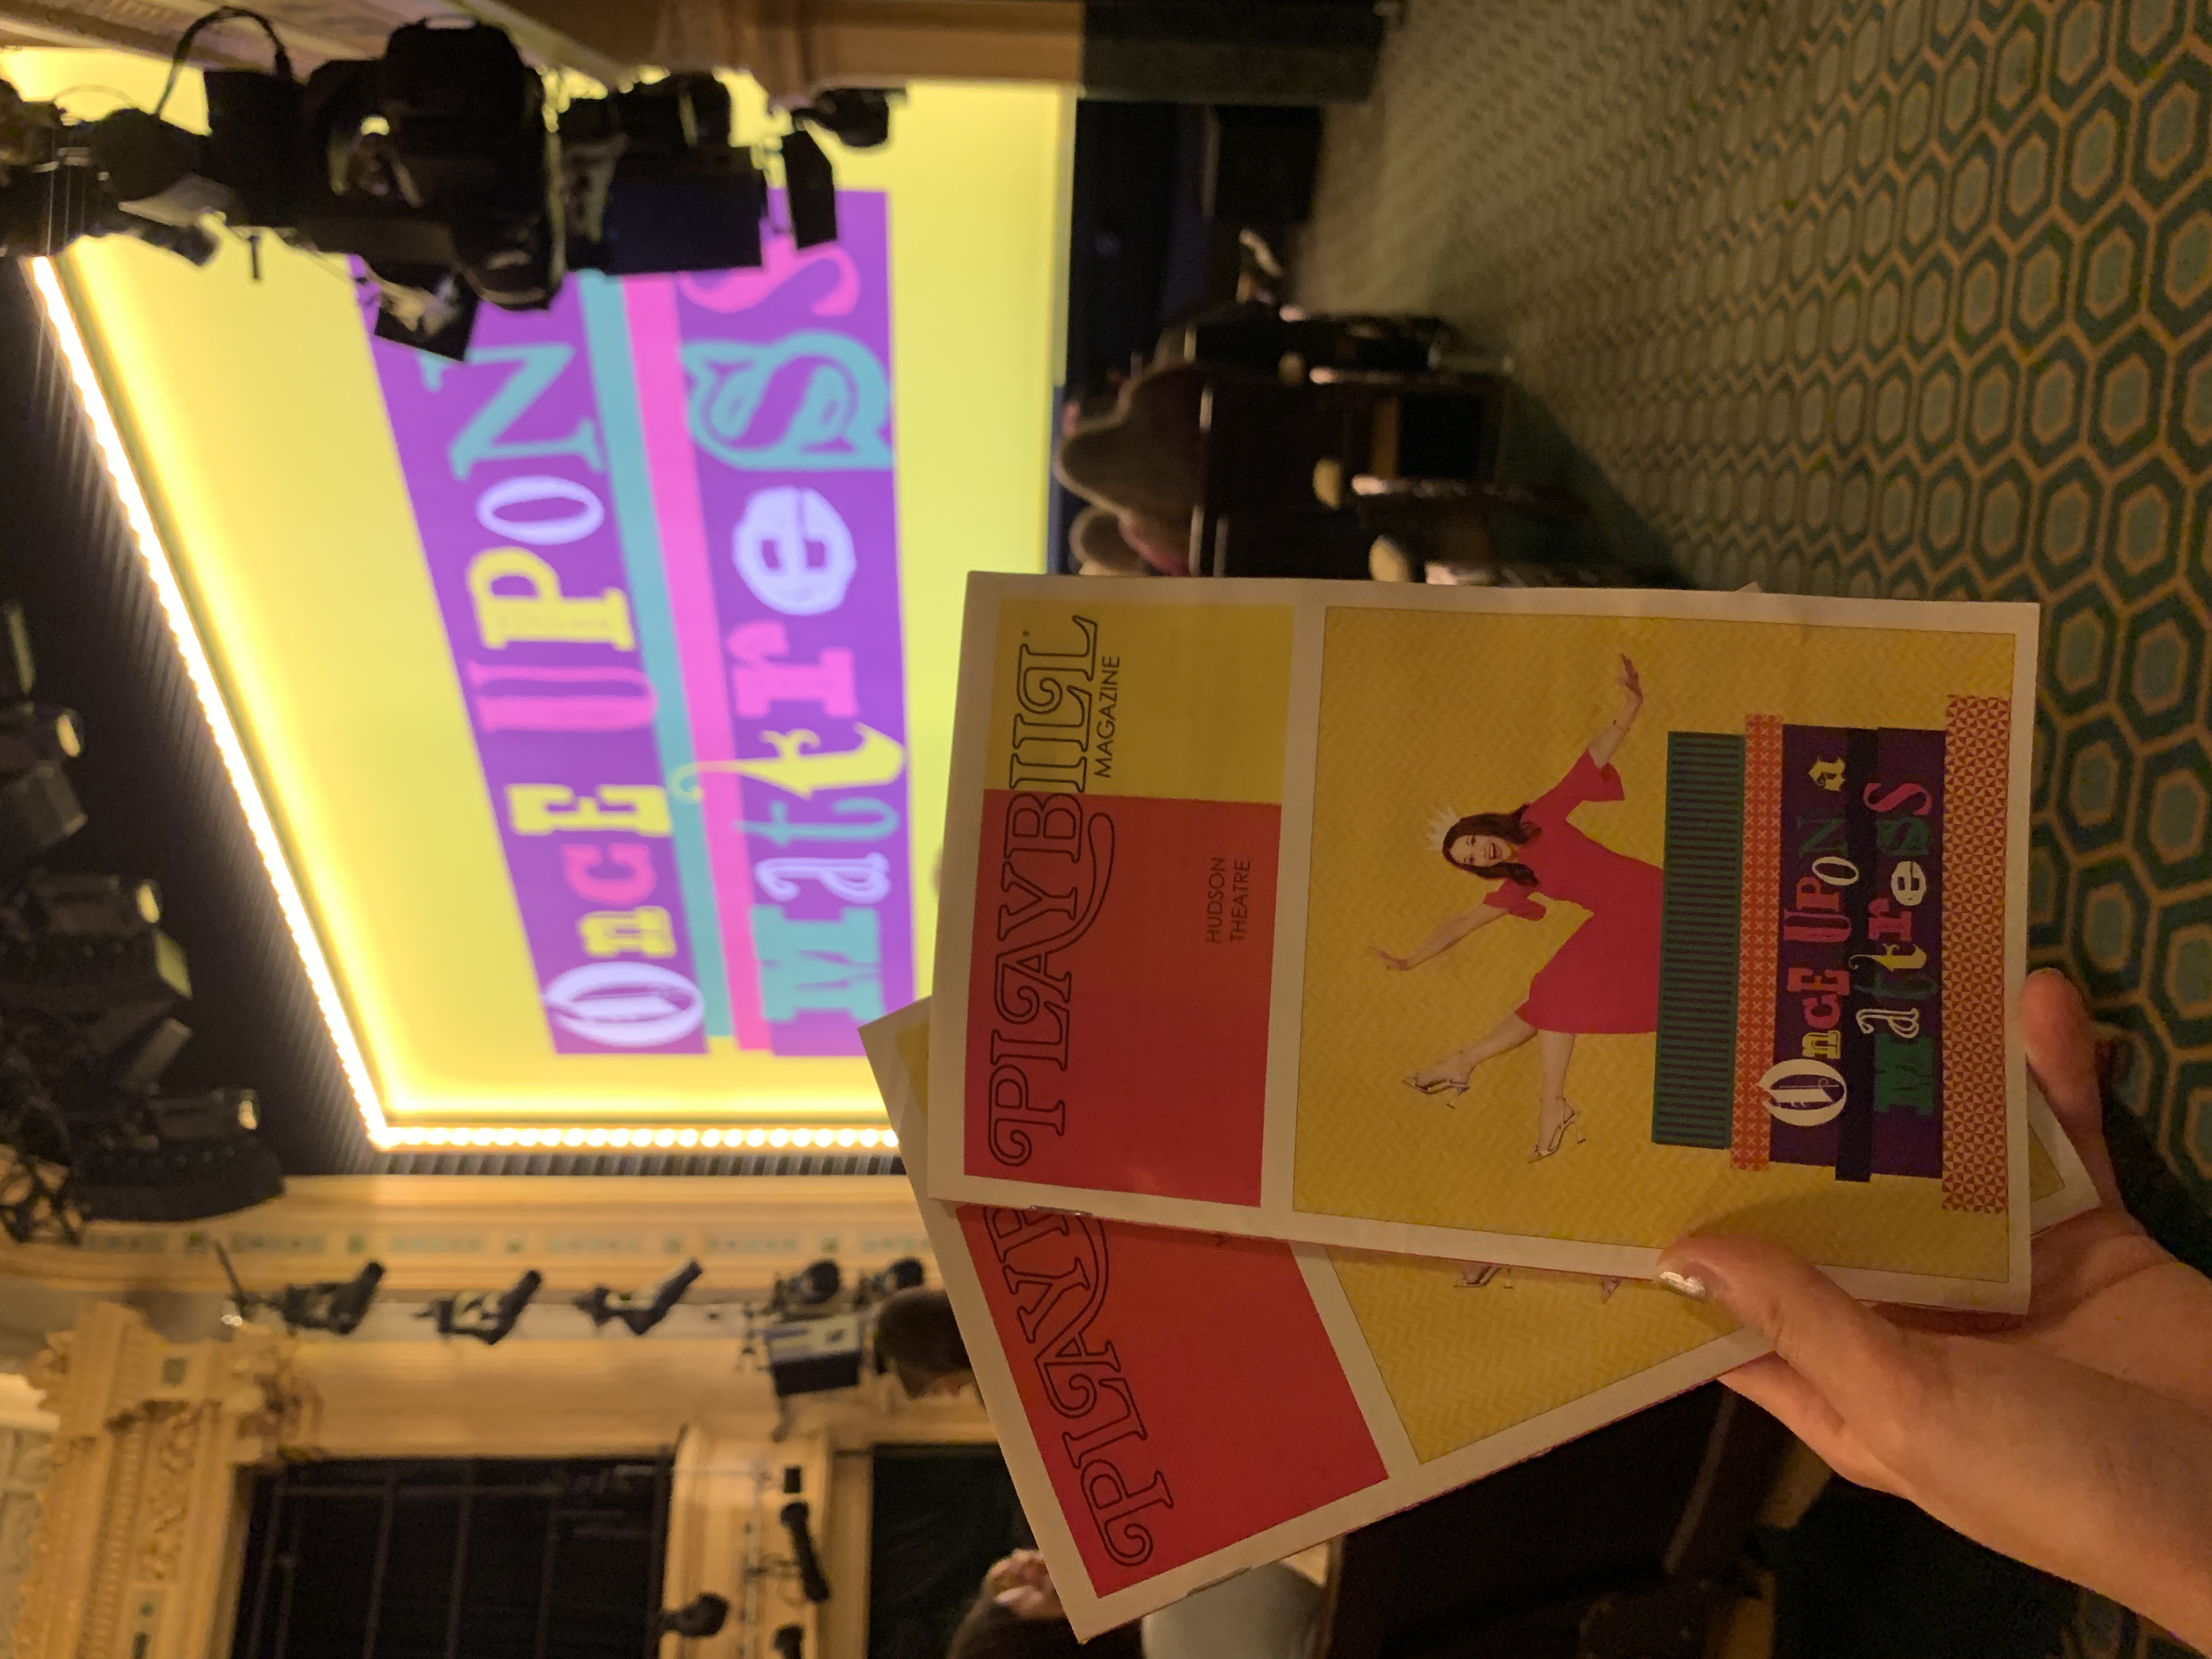 Once UPoN
MattreSS
PLAYB
PLAYBILL®
MAGAZINE
HUDSON
THEATRE
OncE UPoN a
MattresS